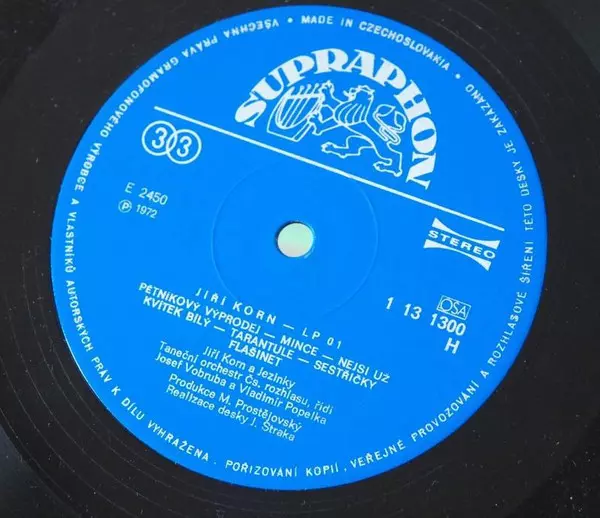 MADE IN CZECHOSLOVAKIA • VŠECHNA PRÁVA GRAMOFONOVÉHO VÝROBCE A VLASTNÍKŮ AUTORSKÝCH PRÁV K DÍLU VYHRAŽENA. POŘIZOVÁNÍ KOPIÍ, VEŘEJNÉ PROVOZOVÁNÍ A ROZHLASOVÉ ŠÍŘENÍ TÉTO DESKY JE ZAKÁZÁNO •
SUPRAPHON
33
E 2450
Ⓟ 1972
STEREO
OSA
1 13 1300
H
JIŘÍ KORN — LP 01
PĚTNÍKOVÝ VÝPRODEJ — MINCE — NEJSI UŽ
KVÍTEK BÍLÝ — TARANTULE — SESTŘIČKY
FLAŠINET
Jiří Korn a Jezinky
Taneční orchestr Čs. rozhlasu, řídí
Josef Vobruba a Vladimír Popelka
Produkce M. Prostějovský
Realizace desky J. Straka